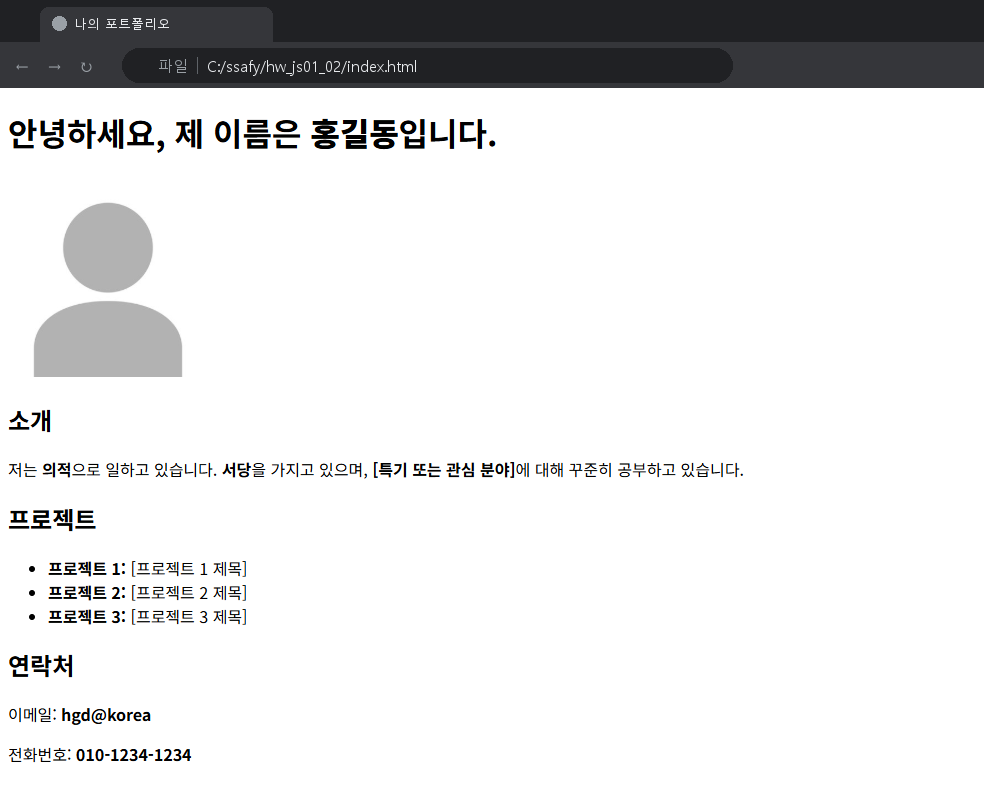 나의 포트폴리오
← → ↻ 파일 | C:/ssafy/hw_js01_02/index.html
안녕하세요, 제 이름은 홍길동입니다.
소개
저는 의적으로 일하고 있습니다. 서당을 가지고 있으며, [특기 또는 관심 분야]에 대해 꾸준히 공부하고 있습니다.
프로젝트
• 프로젝트 1: [프로젝트 1 제목]
• 프로젝트 2: [프로젝트 2 제목]
• 프로젝트 3: [프로젝트 3 제목]
연락처
이메일: hgd@korea
전화번호: 010-1234-1234